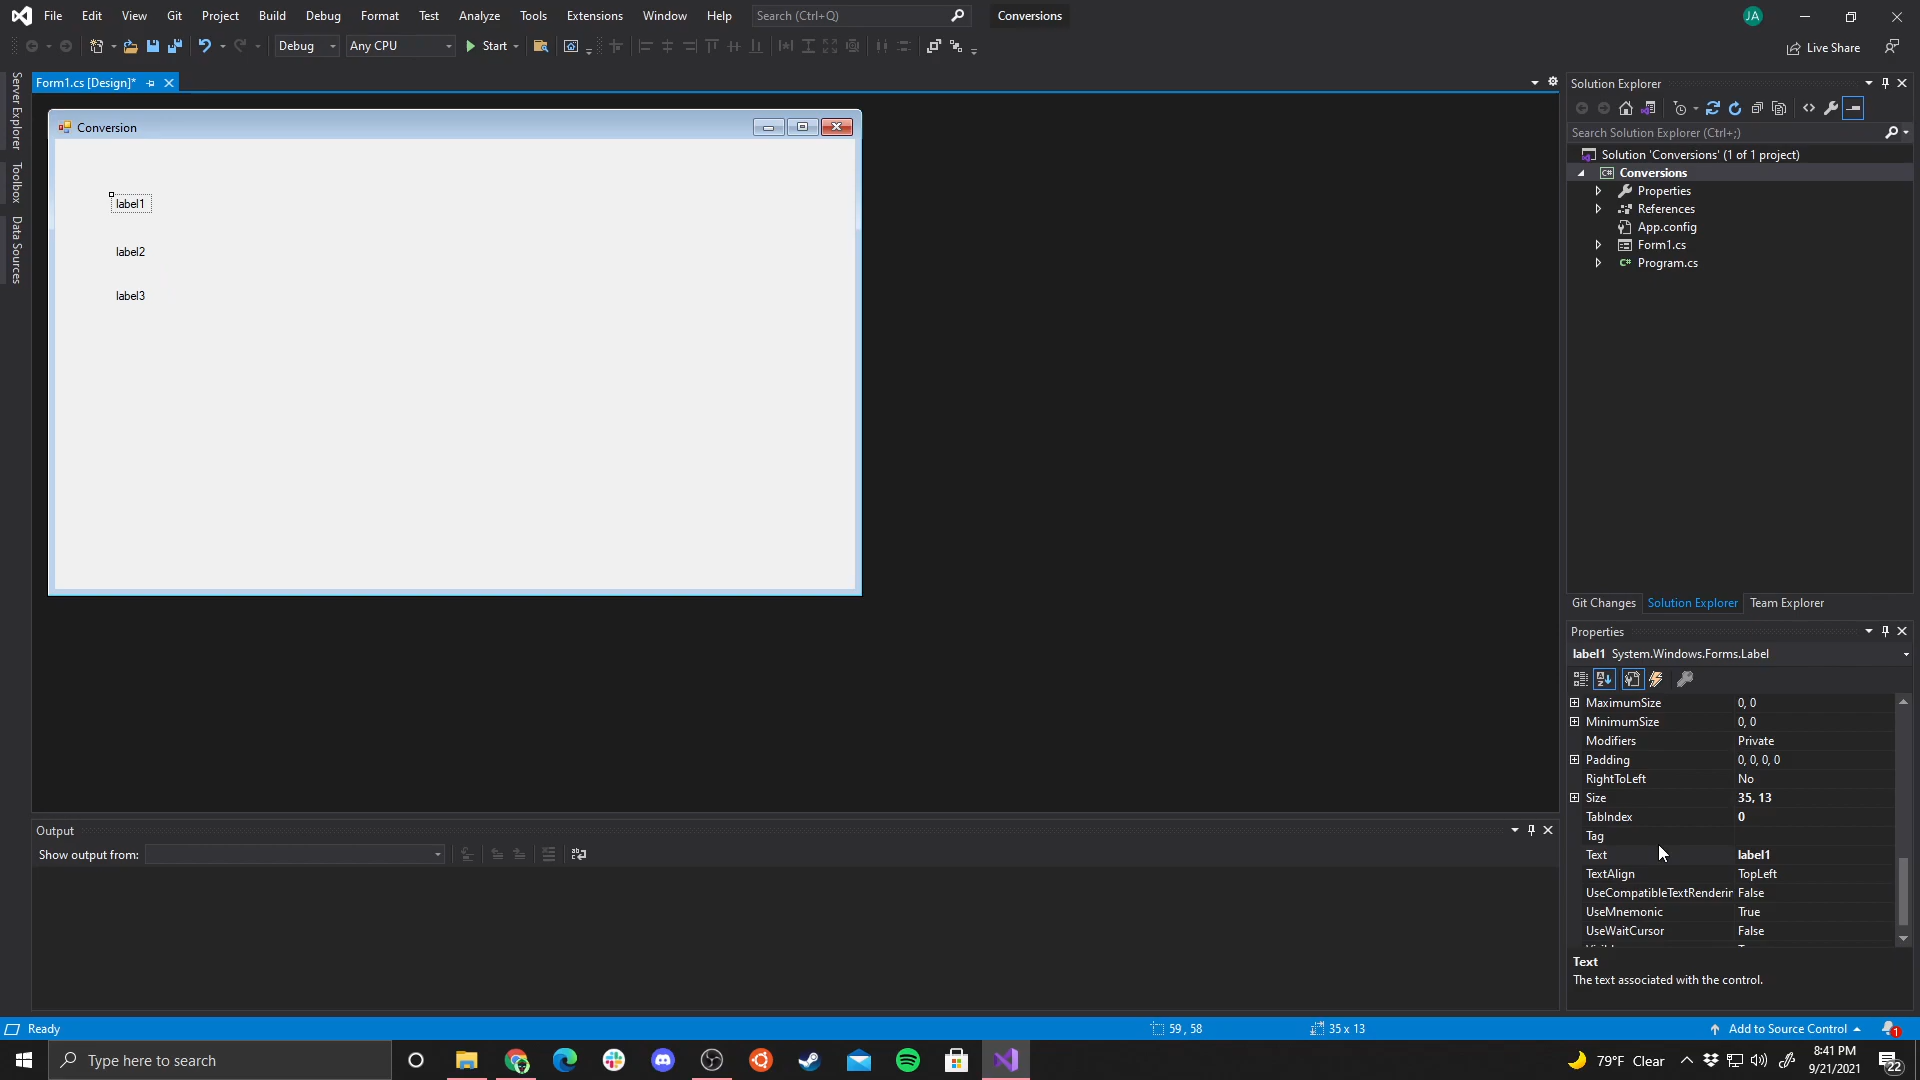 File Edit View Git Project Build Debug Format Test Analyze Tools Extensions Window Help Search (Ctrl+Q) Conversions JA
Debug Any CPU Start Live Share
Form1.cs [Design]*
Server Explorer
Toolbox
Data Sources
Conversion
label1
label2
label3
Solution Explorer
Search Solution Explorer (Ctrl+;)
Solution 'Conversions' (1 of 1 project)
C# Conversions
Properties
References
App.config
Form1.cs
C# Program.cs
Git Changes Solution Explorer Team Explorer
Properties
label1 System.Windows.Forms.Label
MaximumSize 0, 0
MinimumSize 0, 0
Modifiers Private
Padding 0, 0, 0, 0
RightToLeft No
Size 35, 13
TabIndex 0
Tag
Text label1
TextAlign TopLeft
UseCompatibleTextRenderin False
UseMnemonic True
UseWaitCursor False
Text
The text associated with the control.
Output
Show output from:
Ready 59 , 58 35 x 13 Add to Source Control 1
Type here to search 79°F Clear 8:41 PM
9/21/2021 22